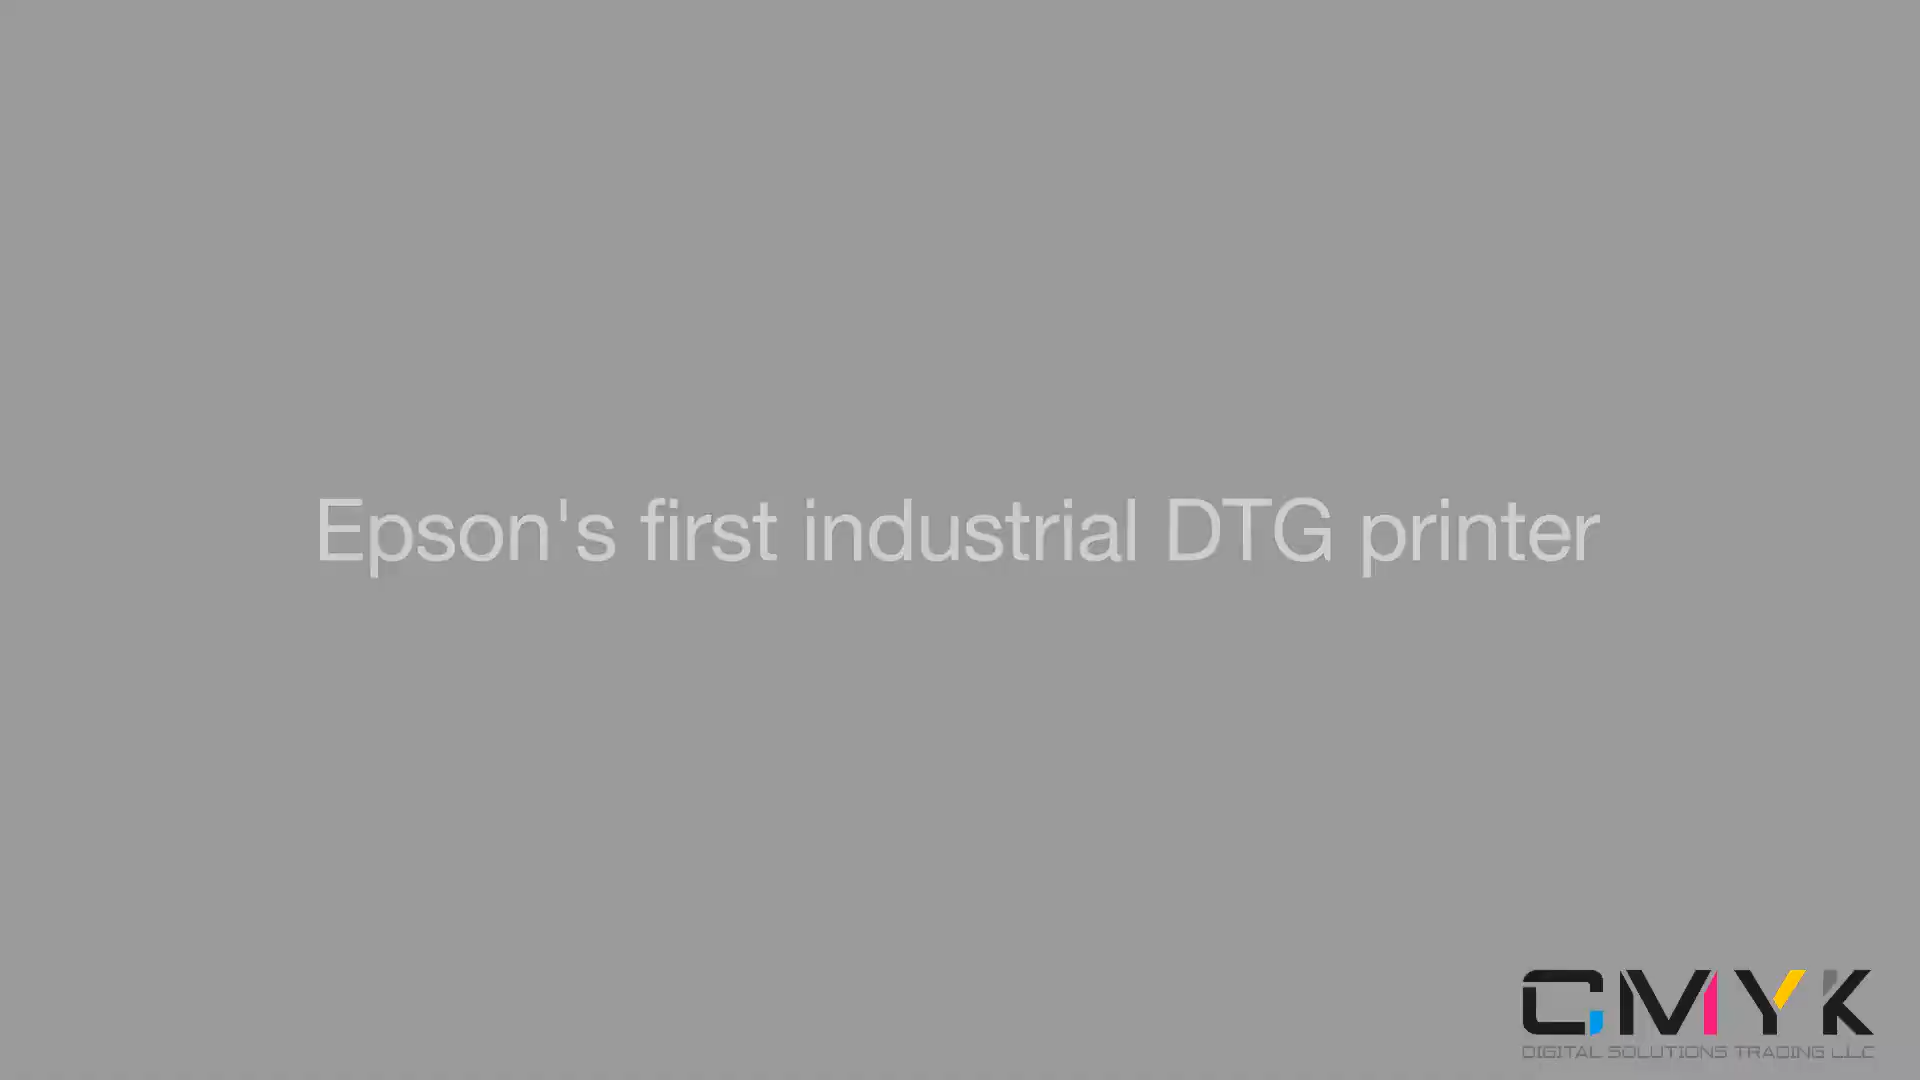 Epson's first industrial DTG printer
CMYK
DIGITAL SOLUTIONS TRADING LLC